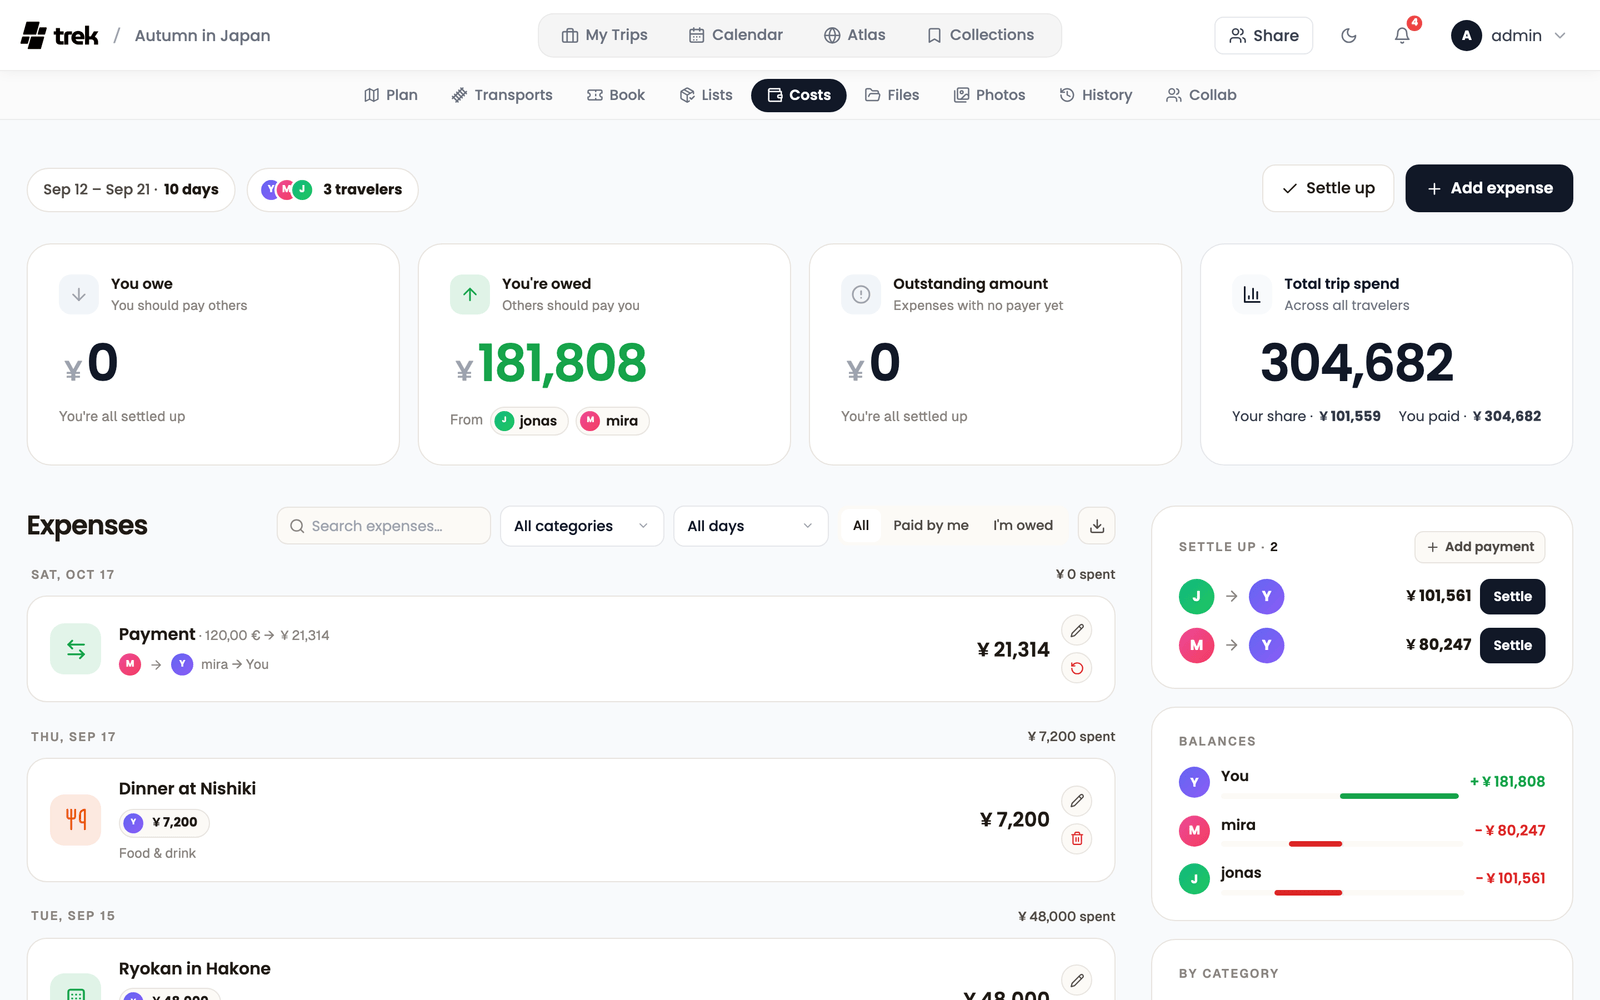 trek / Autumn in Japan
My Trips Calendar Atlas Collections
Share 4 A admin
Plan Transports Book Lists Costs Files Photos History Collab
Sep 12 – Sep 21 · 10 days
Y M J 3 travelers
Settle up
+ Add expense
You owe
You should pay others
¥ 0
You're all settled up
You're owed
Others should pay you
¥ 181,808
From J jonas M mira
Outstanding amount
Expenses with no payer yet
¥ 0
You're all settled up
Total trip spend
Across all travelers
304,682
Your share · ¥ 101,559 You paid · ¥ 304,682
Expenses
Search expenses...
All categories
All days
All Paid by me I'm owed
SAT, OCT 17 ¥ 0 spent
Payment · 120,00 € → ¥ 21,314
M → Y mira → You
¥ 21,314
THU, SEP 17 ¥ 7,200 spent
Dinner at Nishiki
Y ¥ 7,200
Food & drink
¥ 7,200
TUE, SEP 15 ¥ 48,000 spent
Ryokan in Hakone
Y ¥ 48,000
¥ 48,000
SETTLE UP · 2
+ Add payment
J → Y ¥ 101,561 Settle
M → Y ¥ 80,247 Settle
BALANCES
Y You + ¥ 181,808
M mira - ¥ 80,247
J jonas - ¥ 101,561
BY CATEGORY